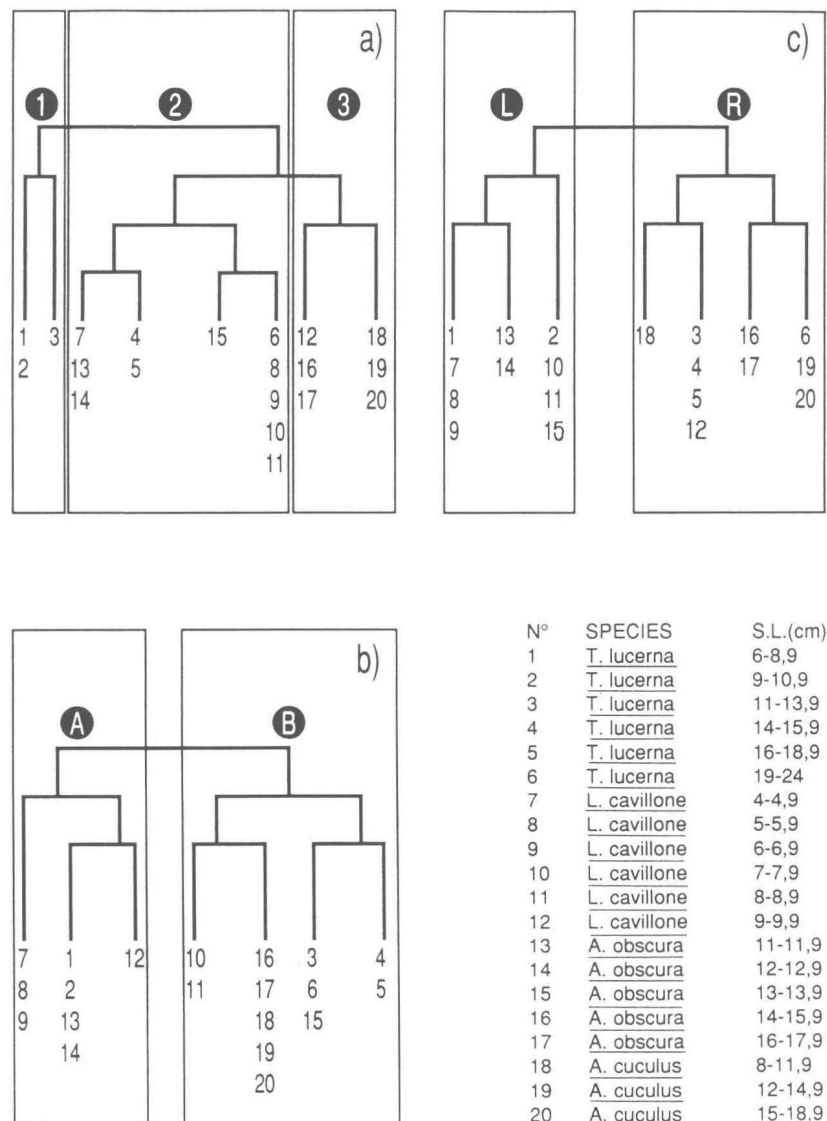 a)
1 2 3
1 3 7 4 15 6 12 18
2 13 5 8 16 19
14 9 17 20
10
11
c)
L R
1 13 2 18 3 16 6
7 14 10 4 17 19
8 11 5 20
9 15 12
b)
A B
7 1 12 10 16 3 4
8 2 11 17 6 5
9 13 18 15
14 19
20
N° SPECIES S.L.(cm)
1 T. lucerna 6-8,9
2 T. lucerna 9-10,9
3 T. lucerna 11-13,9
4 T. lucerna 14-15,9
5 T. lucerna 16-18,9
6 T. lucerna 19-24
7 L. cavillone 4-4,9
8 L. cavillone 5-5,9
9 L. cavillone 6-6,9
10 L. cavillone 7-7,9
11 L. cavillone 8-8,9
12 L. cavillone 9-9,9
13 A. obscura 11-11,9
14 A. obscura 12-12,9
15 A. obscura 13-13,9
16 A. obscura 14-15,9
17 A. obscura 16-17,9
18 A. cuculus 8-11,9
19 A. cuculus 12-14,9
20 A. cuculus 15-18,9